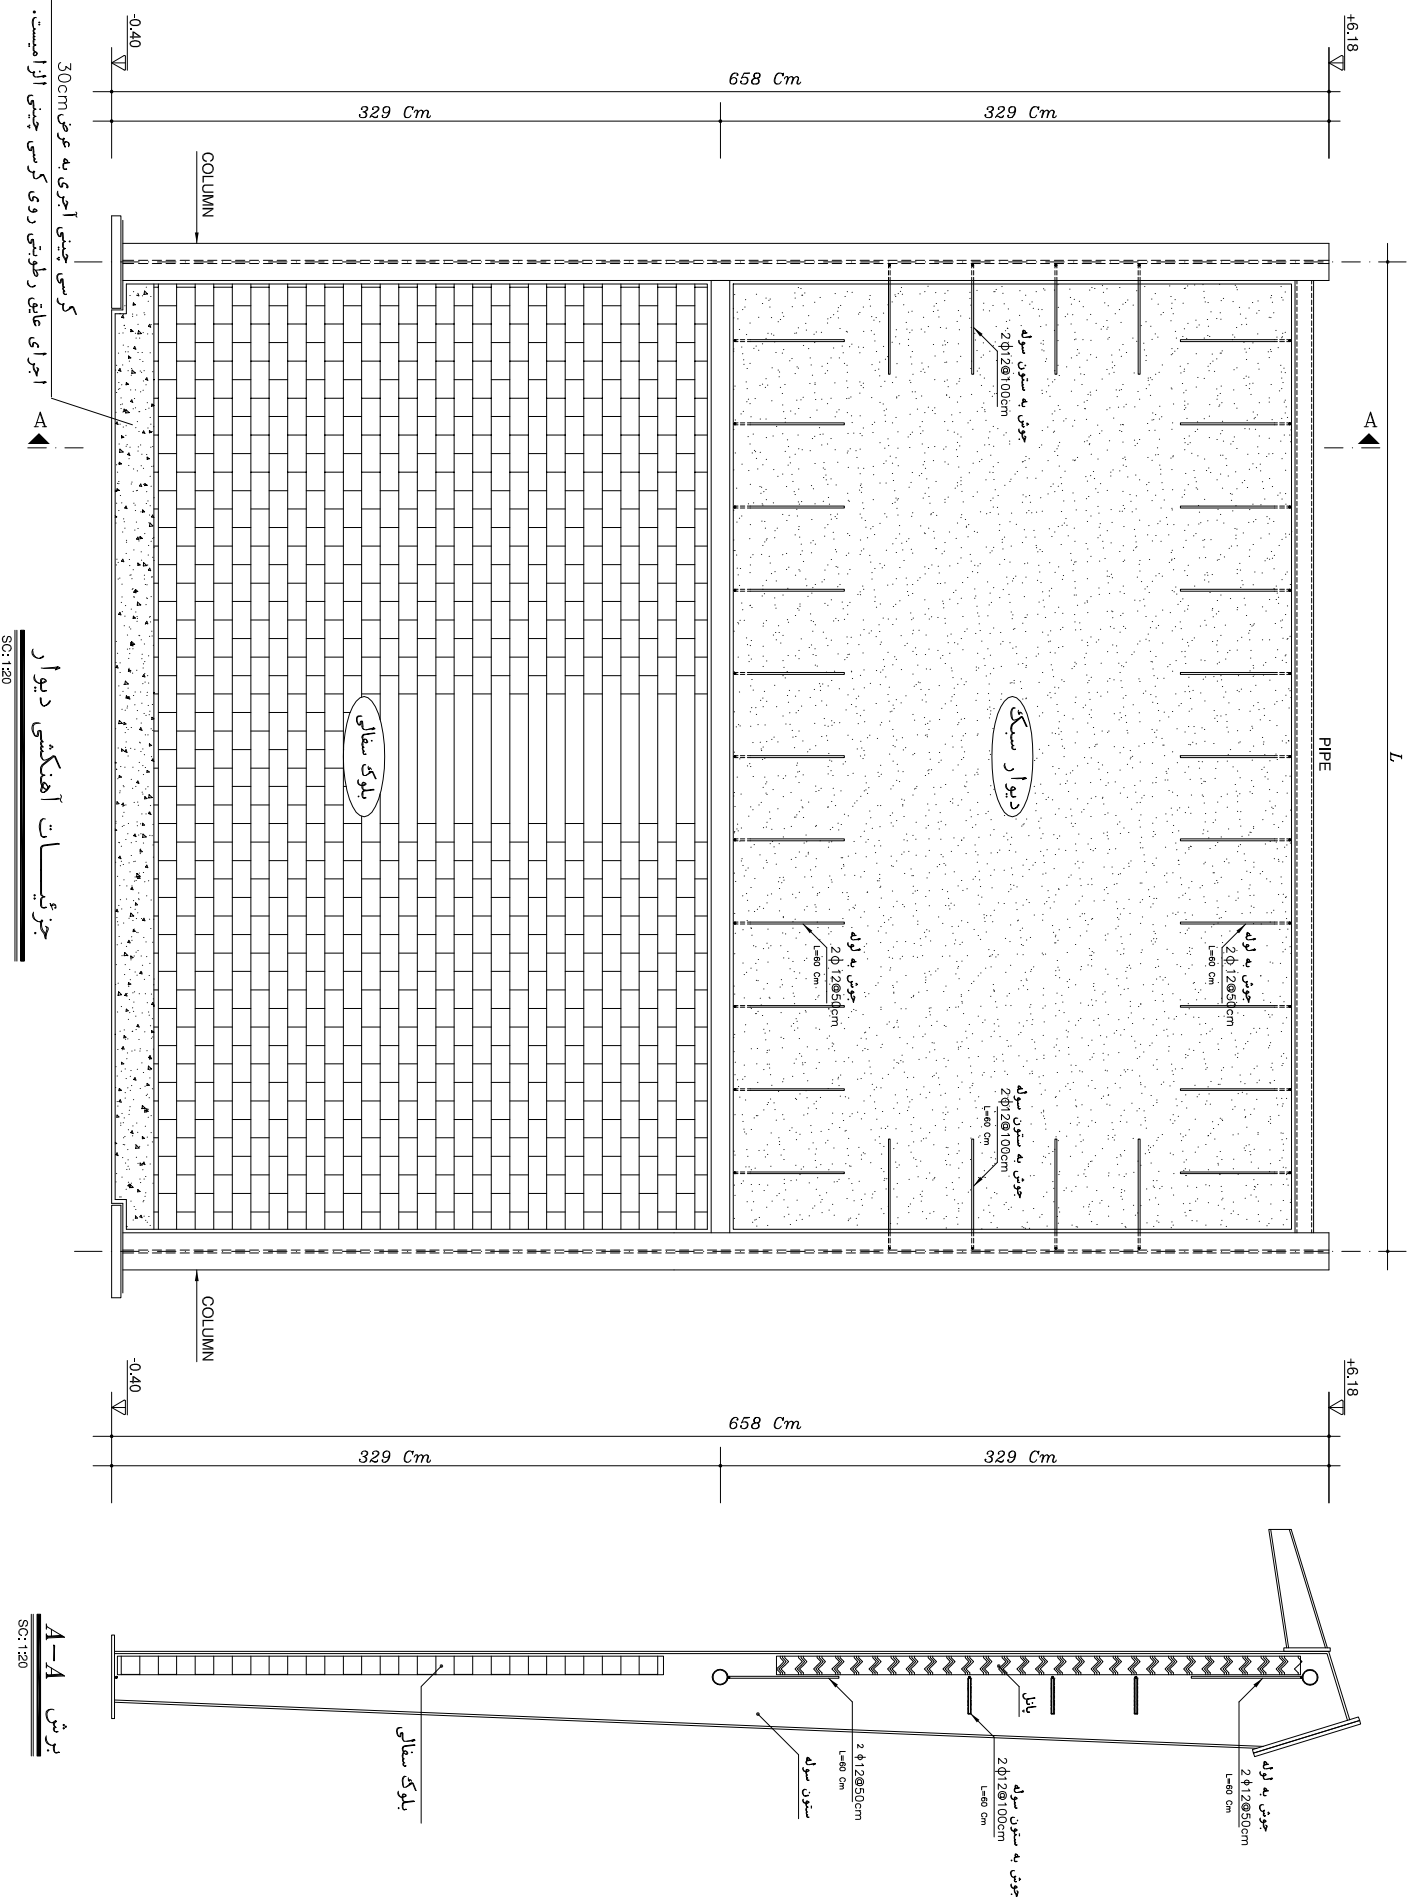 L
PIPE
+6.18
A
+6.18
658 Cm
329 Cm
329 Cm
658 Cm
329 Cm
329 Cm
-0.40
-0.40
COLUMN
COLUMN
جوش به ستون سوله
2ϕ12@100cm
دیوار سبک
جوش به لوله
2ϕ12@50cm
L=60 Cm
جوش به لوله
2ϕ12@50cm
L=60 Cm
جوش به ستون سوله
2ϕ12@100cm
L=60 Cm
بلوک سفالی
کرسی چینی آجری به عرض 30cm
اجرای عایق رطوبتی روی کرسی چینی الزامیست.
A
جزئیـــات آهنکشی دیوار
SC:1:20
جوش به لوله
2ϕ12@50cm
L=60 Cm
پانل
جوش به ستون سوله
2ϕ12@100cm
L=60 Cm
2ϕ12@50cm
L=60 Cm
ستون سوله
بلوک سفالی
برش A-A
SC:1:20